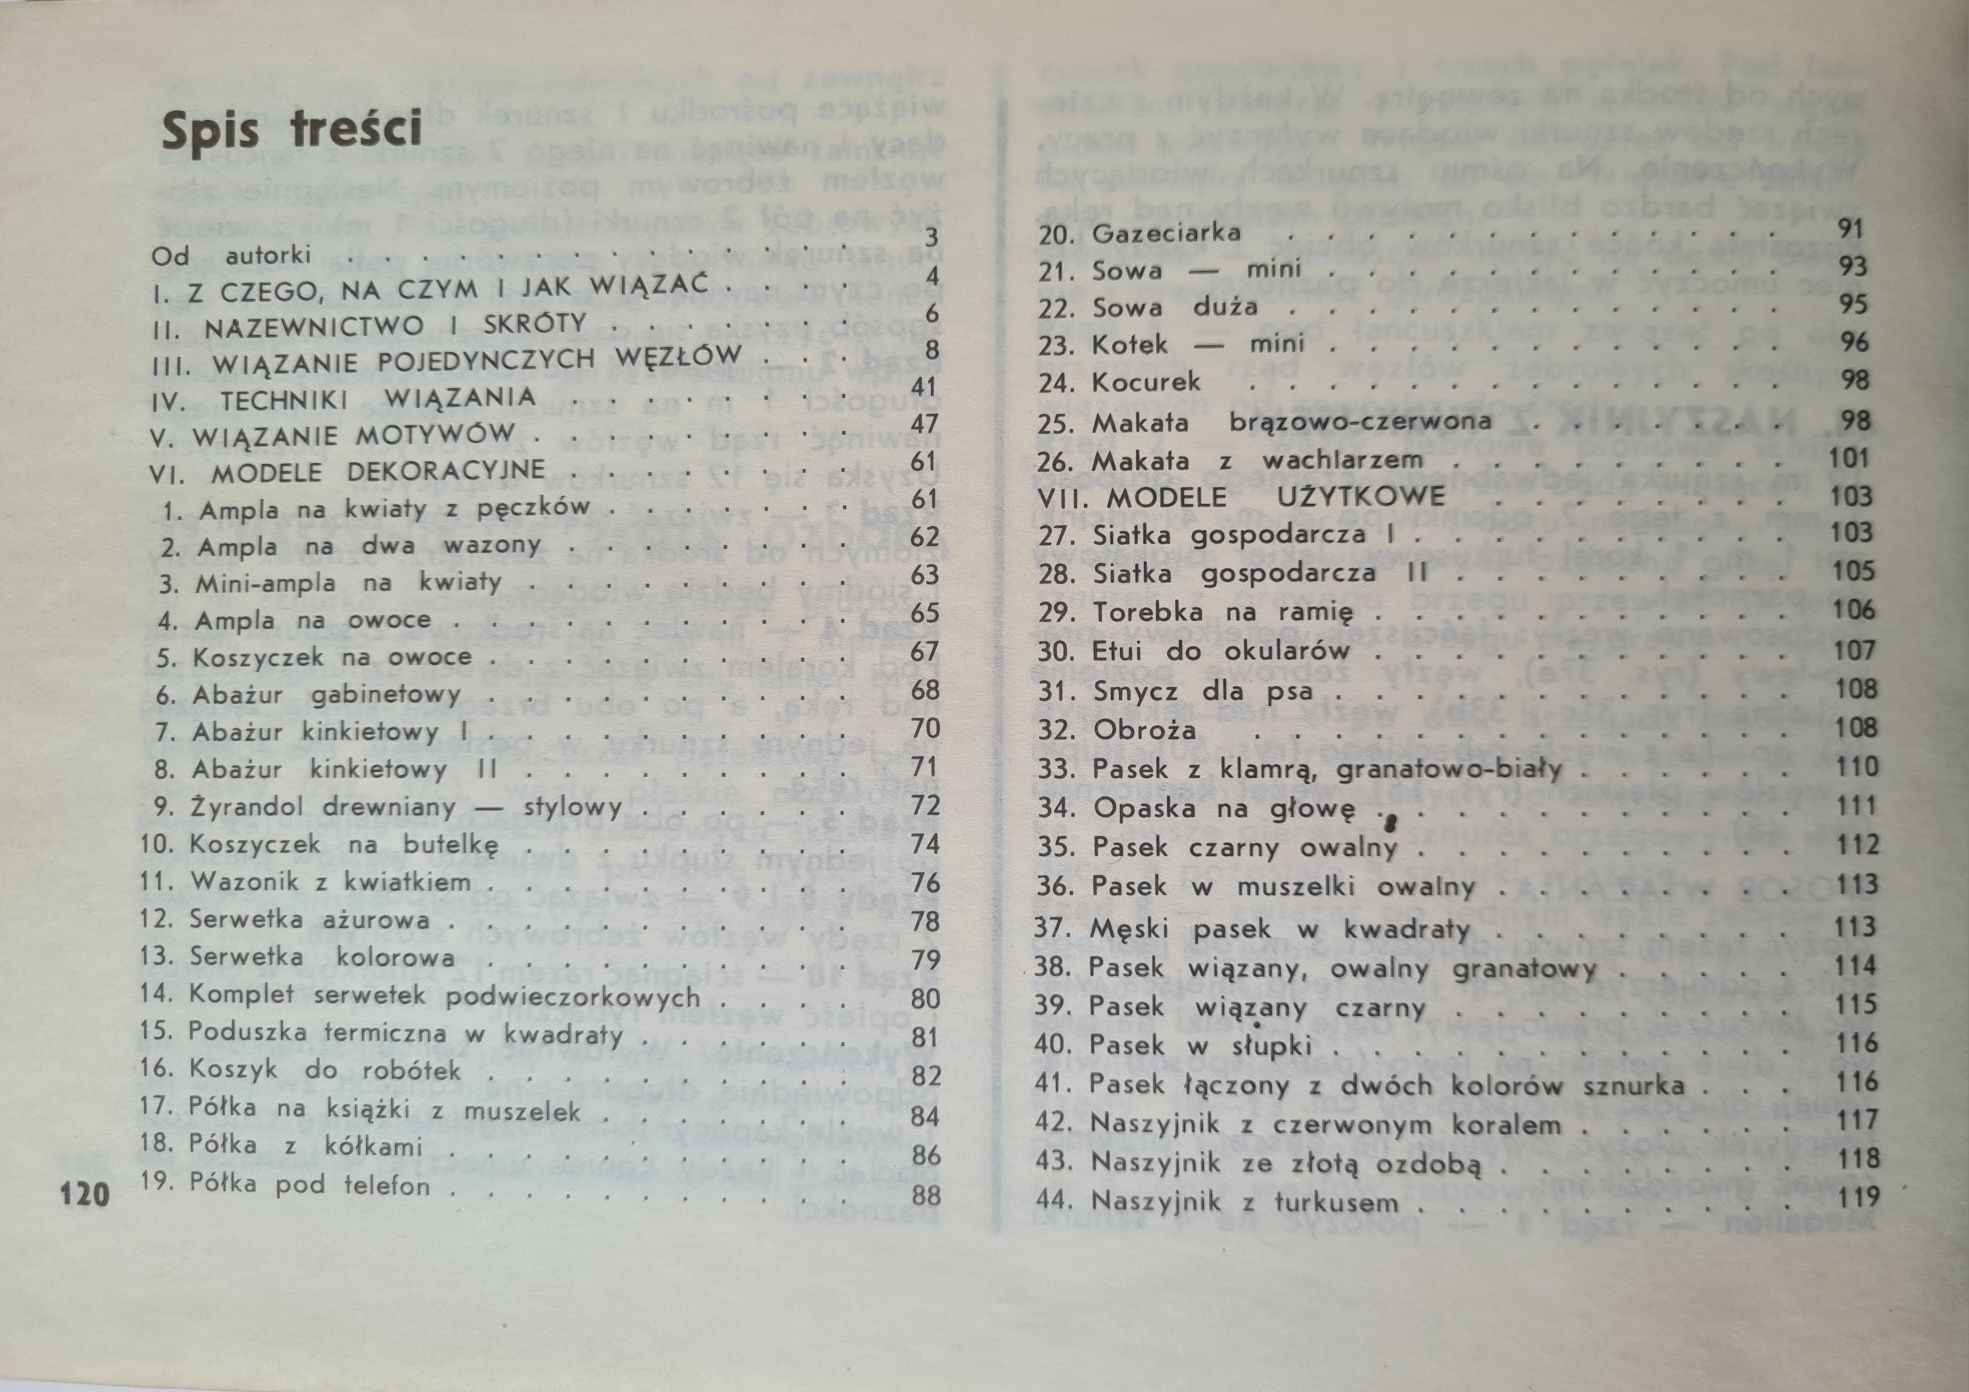 Spis treści
Od autorki . . . . . . . . . . . . . . 3
I. Z CZEGO, NA CZYM I JAK WIĄZAĆ . . . . 4
II. NAZEWNICTWO I SKRÓTY . . . . . . . 6
III. WIĄZANIE POJEDYNCZYCH WĘZŁÓW . . . 8
IV. TECHNIKI WIĄZANIA . . . . . . . . 41
V. WIĄZANIE MOTYWÓW . . . . . . . . . 47
VI. MODELE DEKORACYJNE . . . . . . . . 61
1. Ampla na kwiaty z pęczków . . . . . . . 61
2. Ampla na dwa wazony . . . . . . . . 62
3. Mini-ampla na kwiaty . . . . . . . . . 63
4. Ampla na owoce . . . . . . . . . . . 65
5. Koszyczek na owoce . . . . . . . . . . 67
6. Abażur gabinetowy . . . . . . . . . . 68
7. Abażur kinkietowy I . . . . . . . . . . 70
8. Abażur kinkietowy II . . . . . . . . . 71
9. Żyrandol drewniany — stylowy . . . . . . 72
10. Koszyczek na butelkę . . . . . . . . . 74
11. Wazonik z kwiatkiem . . . . . . . . . . 76
12. Serwetka ażurowa . . . . . . . . . . . 78
13. Serwetka kolorowa . . . . . . . . . . 79
14. Komplet serwetek podwieczorkowych . . . . 80
15. Poduszka termiczna w kwadraty . . . . . . 81
16. Koszyk do robótek . . . . . . . . . . 82
17. Półka na książki z muszelek . . . . . . . 84
18. Półka z kółkami . . . . . . . . . . . 86
19. Półka pod telefon . . . . . . . . . . . 88
20. Gazeciarka . . . . . . . . . . . . . 91
21. Sowa — mini . . . . . . . . . . . . 93
22. Sowa duża . . . . . . . . . . . . . 95
23. Kotek — mini . . . . . . . . . . . . 96
24. Kocurek . . . . . . . . . . . . . . 98
25. Makata brązowo-czerwona . . . . . . . 98
26. Makata z wachlarzem . . . . . . . . . 101
VII. MODELE UŻYTKOWE . . . . . . . . 103
27. Siatka gospodarcza I . . . . . . . . . . 103
28. Siatka gospodarcza II . . . . . . . . . 105
29. Torebka na ramię . . . . . . . . . . . 106
30. Etui do okularów . . . . . . . . . . . 107
31. Smycz dla psa . . . . . . . . . . . . 108
32. Obroża . . . . . . . . . . . . . . 108
33. Pasek z klamrą, granatowo-biały . . . . . . 110
34. Opaska na głowę . . . . . . . . . . . 111
35. Pasek czarny owalny . . . . . . . . . . 112
36. Pasek w muszelki owalny . . . . . . . . 113
37. Męski pasek w kwadraty . . . . . . . . 113
38. Pasek wiązany, owalny granatowy . . . . . 114
39. Pasek wiązany czarny . . . . . . . . . 115
40. Pasek w słupki . . . . . . . . . . . . 116
41. Pasek łączony z dwóch kolorów sznurka . . . 116
42. Naszyjnik z czerwonym koralem . . . . . . 117
43. Naszyjnik ze złotą ozdobą . . . . . . . . 118
44. Naszyjnik z turkusem . . . . . . . . . . 119
120